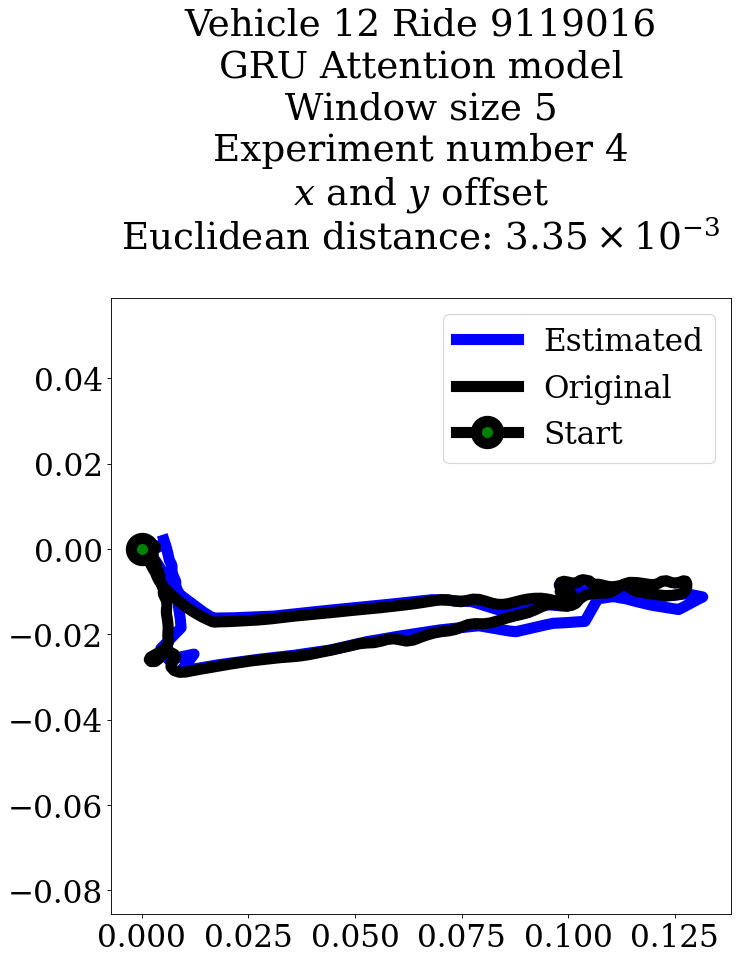 Vehicle 12 Ride 9119016
GRU Attention model
Window size 5
Experiment number 4
x and y offset
Euclidean distance: 3.35 × 10⁻³
Estimated
Original
Start
0.04
0.02
0.00
−0.02
−0.04
−0.06
−0.08
0.000 0.025 0.050 0.075 0.100 0.125